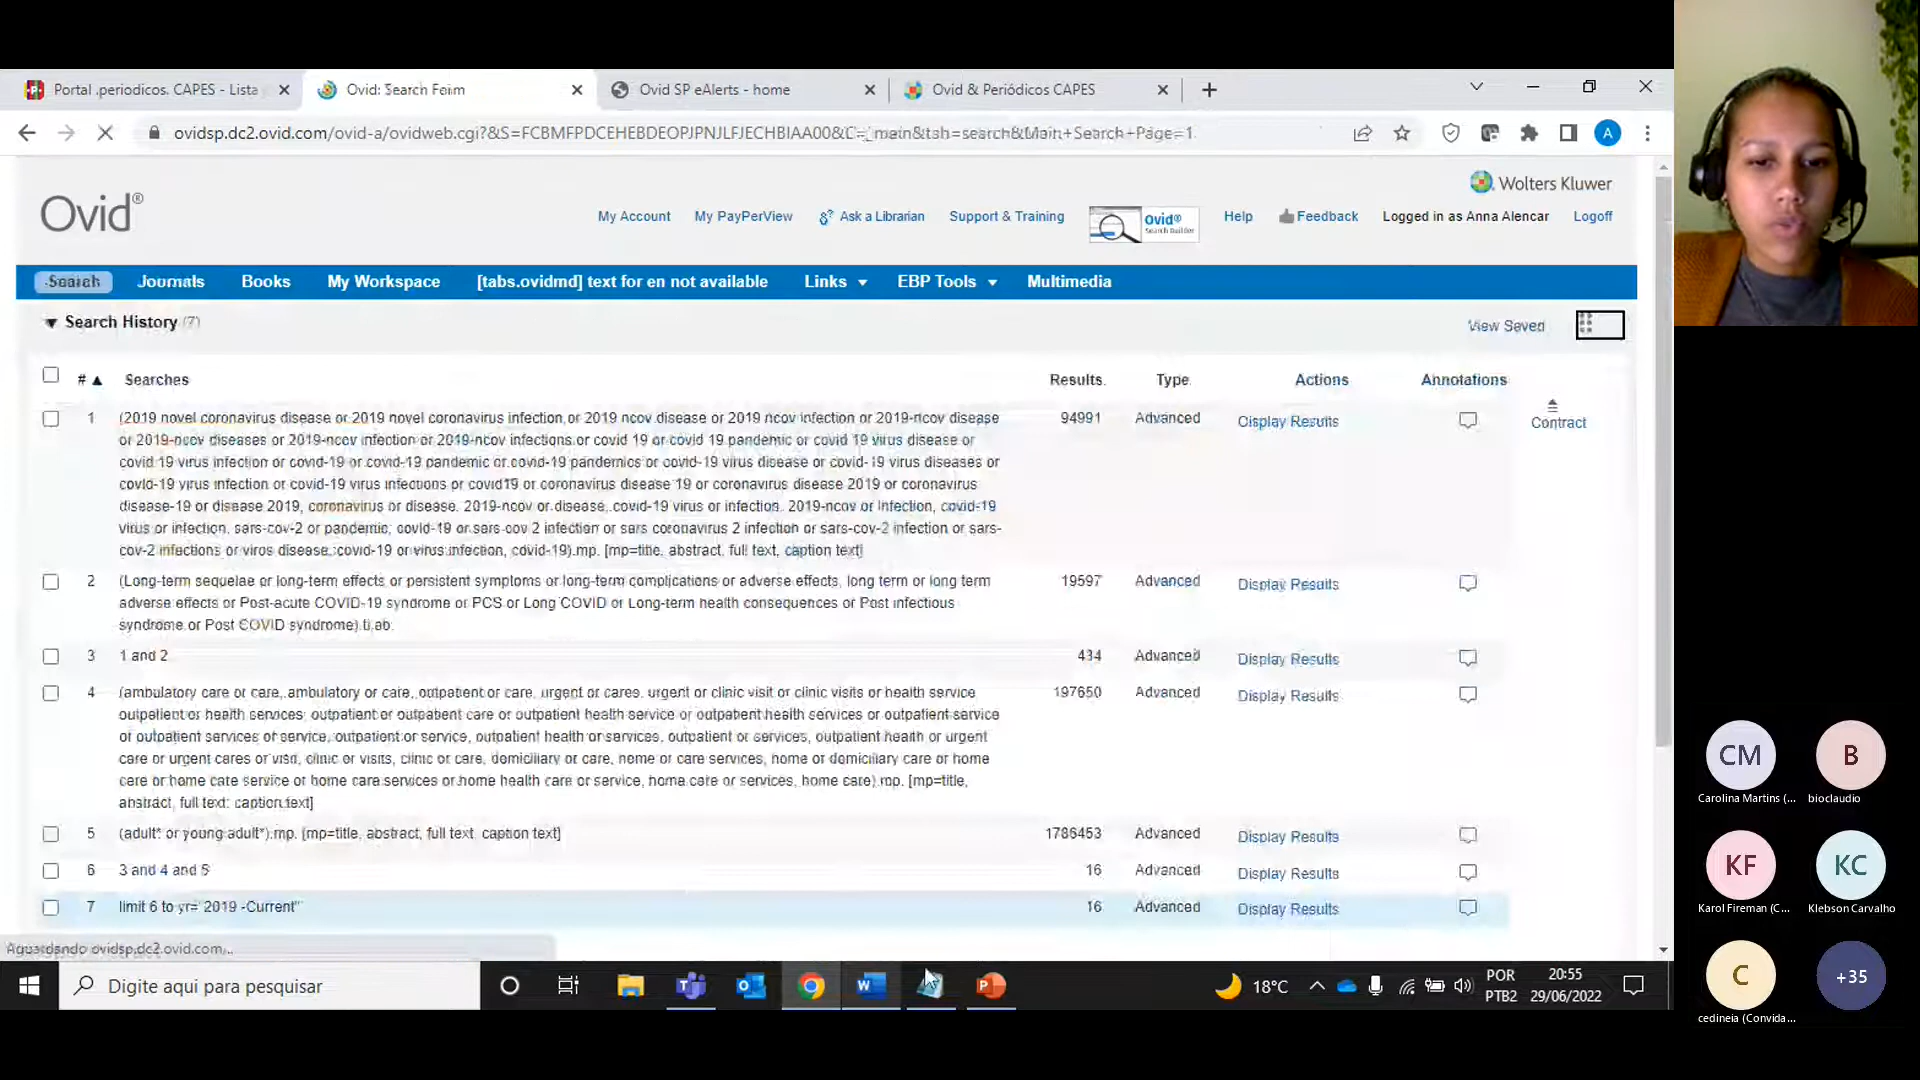 Portal .periodicos. CAPES - Lista
Ovid: Search Form
Ovid SP eAlerts - home
Ovid & Periódicos CAPES
ovidsp.dc2.ovid.com/ovid-a/ovidweb.cgi?&S=FCBMFPDCEHEBDEOPJPNJLFJECHBIAA00&C=_main&tab=search&Main+Search+Page=1
A
Wolters Kluwer
Ovid®
My Account
My PayPerView
Ask a Librarian
Support & Training
Ovid®
Search Builder
Help
Feedback
Logged in as Anna Alencar
Logoff
Search
Journals
Books
My Workspace
[tabs.ovidmd] text for en not available
Links
EBP Tools
Multimedia
Search History (7)
View Saved
# ▲ Searches Results Type Actions Annotations
1 (2019 novel coronavirus disease or 2019 novel coronavirus infection or 2019 ncov disease or 2019 ncov infection or 2019-ncov disease 94991 Advanced Display Results
or 2019-ncov diseases or 2019-ncov infection or 2019-ncov infections or covid 19 or covid 19 pandemic or covid 19 virus disease or
covid 19 virus infection or covid-19 or covid-19 pandemic or covid-19 pandemics or covid-19 virus disease or covid-19 virus diseases or
covid-19 virus infection or covid-19 virus infections or covid19 or coronavirus disease 19 or coronavirus disease 2019 or coronavirus
disease-19 or disease 2019, coronavirus or disease, 2019-ncov or disease, covid-19 virus or infection, 2019-ncov or infection, covid-19
virus or infection, sars-cov-2 or pandemic, covid-19 or sars cov 2 infection or sars coronavirus 2 infection or sars-cov-2 infection or sars-
cov-2 infections or virus disease, covid-19 or virus infection, covid-19).mp. [mp=title, abstract, full text, caption text]
Contract
2 (Long-term sequelae or long-term effects or persistent symptoms or long-term complications or adverse effects, long term or long term 19597 Advanced Display Results
adverse effects or Post-acute COVID-19 syndrome or PCS or Long COVID or Long-term health consequences or Post infectious
syndrome or Post COVID syndrome).ti,ab.
3 1 and 2 434 Advanced Display Results
4 (ambulatory care or care, ambulatory or care, outpatient or care, urgent or cares, urgent or clinic visit or clinic visits or health service 197650 Advanced Display Results
outpatient or health services, outpatient or outpatient care or outpatient health service or outpatient health services or outpatient service
or outpatient services or service, outpatient or service, outpatient health or services, outpatient or services, outpatient health or urgent
care or urgent cares or visit, clinic or visits, clinic or care, domiciliary or care, home or care services, home or domiciliary care or home
care or home care service or home care services or home health care or service, home care or services, home care).mp. [mp=title,
abstract, full text, caption text]
5 (adult* or young adult*).mp. [mp=title, abstract, full text, caption text] 1786453 Advanced Display Results
6 3 and 4 and 5 16 Advanced Display Results
7 limit 6 to yr="2019 -Current" 16 Advanced Display Results
Aguardando ovidsp.dc2.ovid.com...
Digite aqui para pesquisar
18°C
POR
PTB2
20:55
29/06/2022
CM
Carolina Martins (...
B
bioclaudio
KF
Karol Fireman (C...
KC
Klebson Carvalho
C
cedineia (Convida...
+35